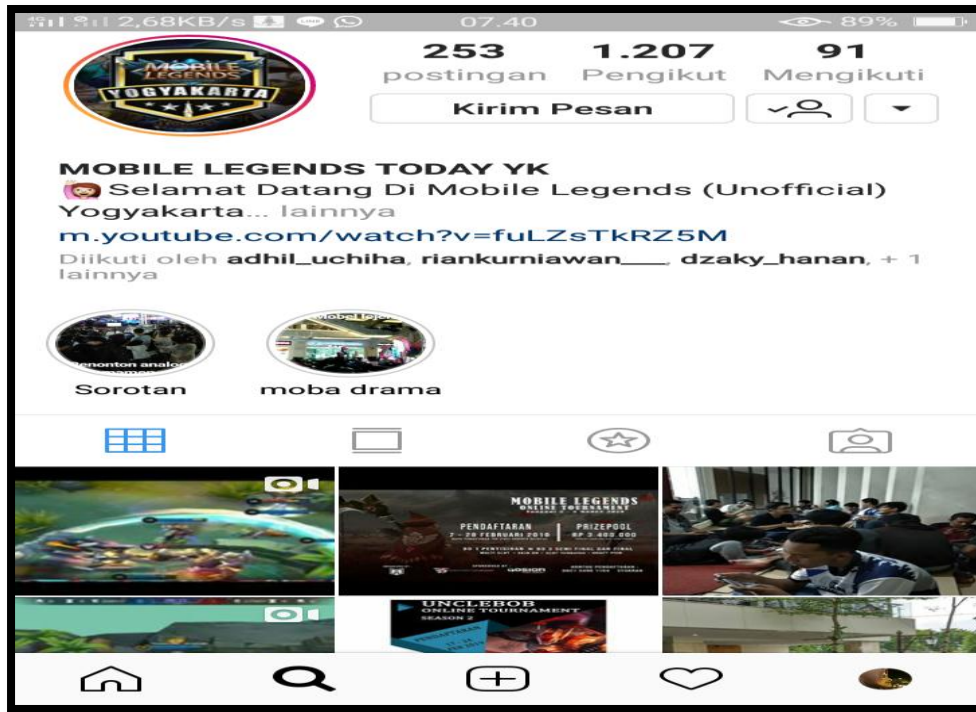 2,68KB/s
07.40
89%
MOBILE LEGENDS
YOGYAKARTA
253 1.207 91
postingan Pengikut Mengikuti
Kirim Pesan
MOBILE LEGENDS TODAY YK
Selamat Datang Di Mobile Legends (Unofficial)
Yogyakarta... lainnya
m.youtube.com/watch?v=fuLZsTkRZ5M
Diikuti oleh adhil_uchiha, riankurniawan___, dzaky_hanan, + 1
lainnya
Sorotan
moba drama
MOBILE LEGENDS
ONLINE TOURNAMENT
PENDAFTARAN
PRIZEPOOL
UNCLEBOB
ONLINE TOURNAMENT
SEASON 2
PENDAFTARAN